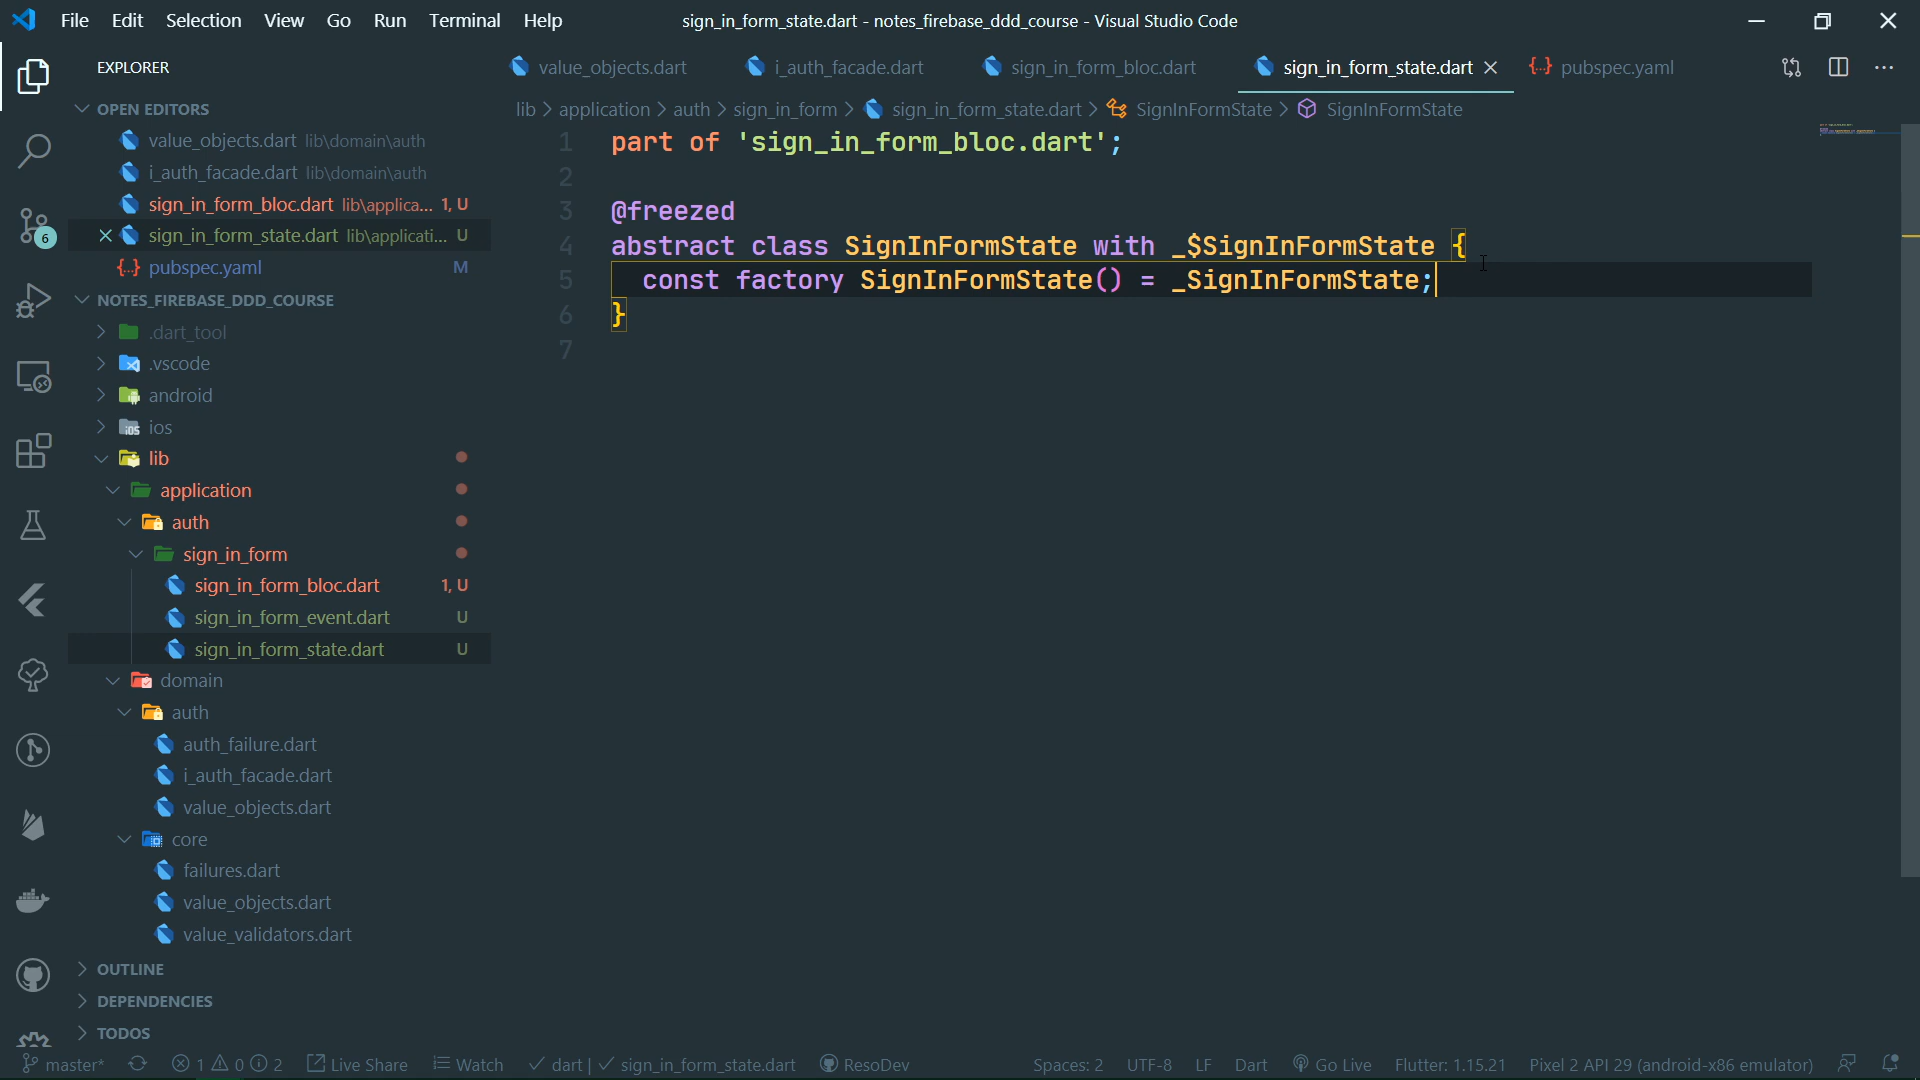 File Edit Selection View Go Run Terminal Help
sign_in_form_state.dart - notes_firebase_ddd_course - Visual Studio Code
EXPLORER
value_objects.dart i_auth_facade.dart sign_in_form_bloc.dart sign_in_form_state.dart {..} pubspec.yaml
lib > application > auth > sign_in_form > sign_in_form_state.dart > SignInFormState > SignInFormState
OPEN EDITORS
value_objects.dart lib\domain\auth
i_auth_facade.dart lib\domain\auth
sign_in_form_bloc.dart lib\applica... 1, U
sign_in_form_state.dart lib\applicati... U
{..} pubspec.yaml M
NOTES_FIREBASE_DDD_COURSE
.dart_tool
.vscode
android
ios
lib
application
auth
sign_in_form
sign_in_form_bloc.dart 1, U
sign_in_form_event.dart U
sign_in_form_state.dart U
domain
auth
auth_failure.dart
i_auth_facade.dart
value_objects.dart
core
failures.dart
value_objects.dart
value_validators.dart
OUTLINE
DEPENDENCIES
TODOS
6
1 part of 'sign_in_form_bloc.dart';
2
3 @freezed
4 abstract class SignInFormState with _$SignInFormState {
5 const factory SignInFormState() = _SignInFormState;
6 }
7
master* 1 0 2 Live Share Watch dart | sign_in_form_state.dart ResoDev Spaces: 2 UTF-8 LF Dart Go Live Flutter: 1.15.21 Pixel 2 API 29 (android-x86 emulator)